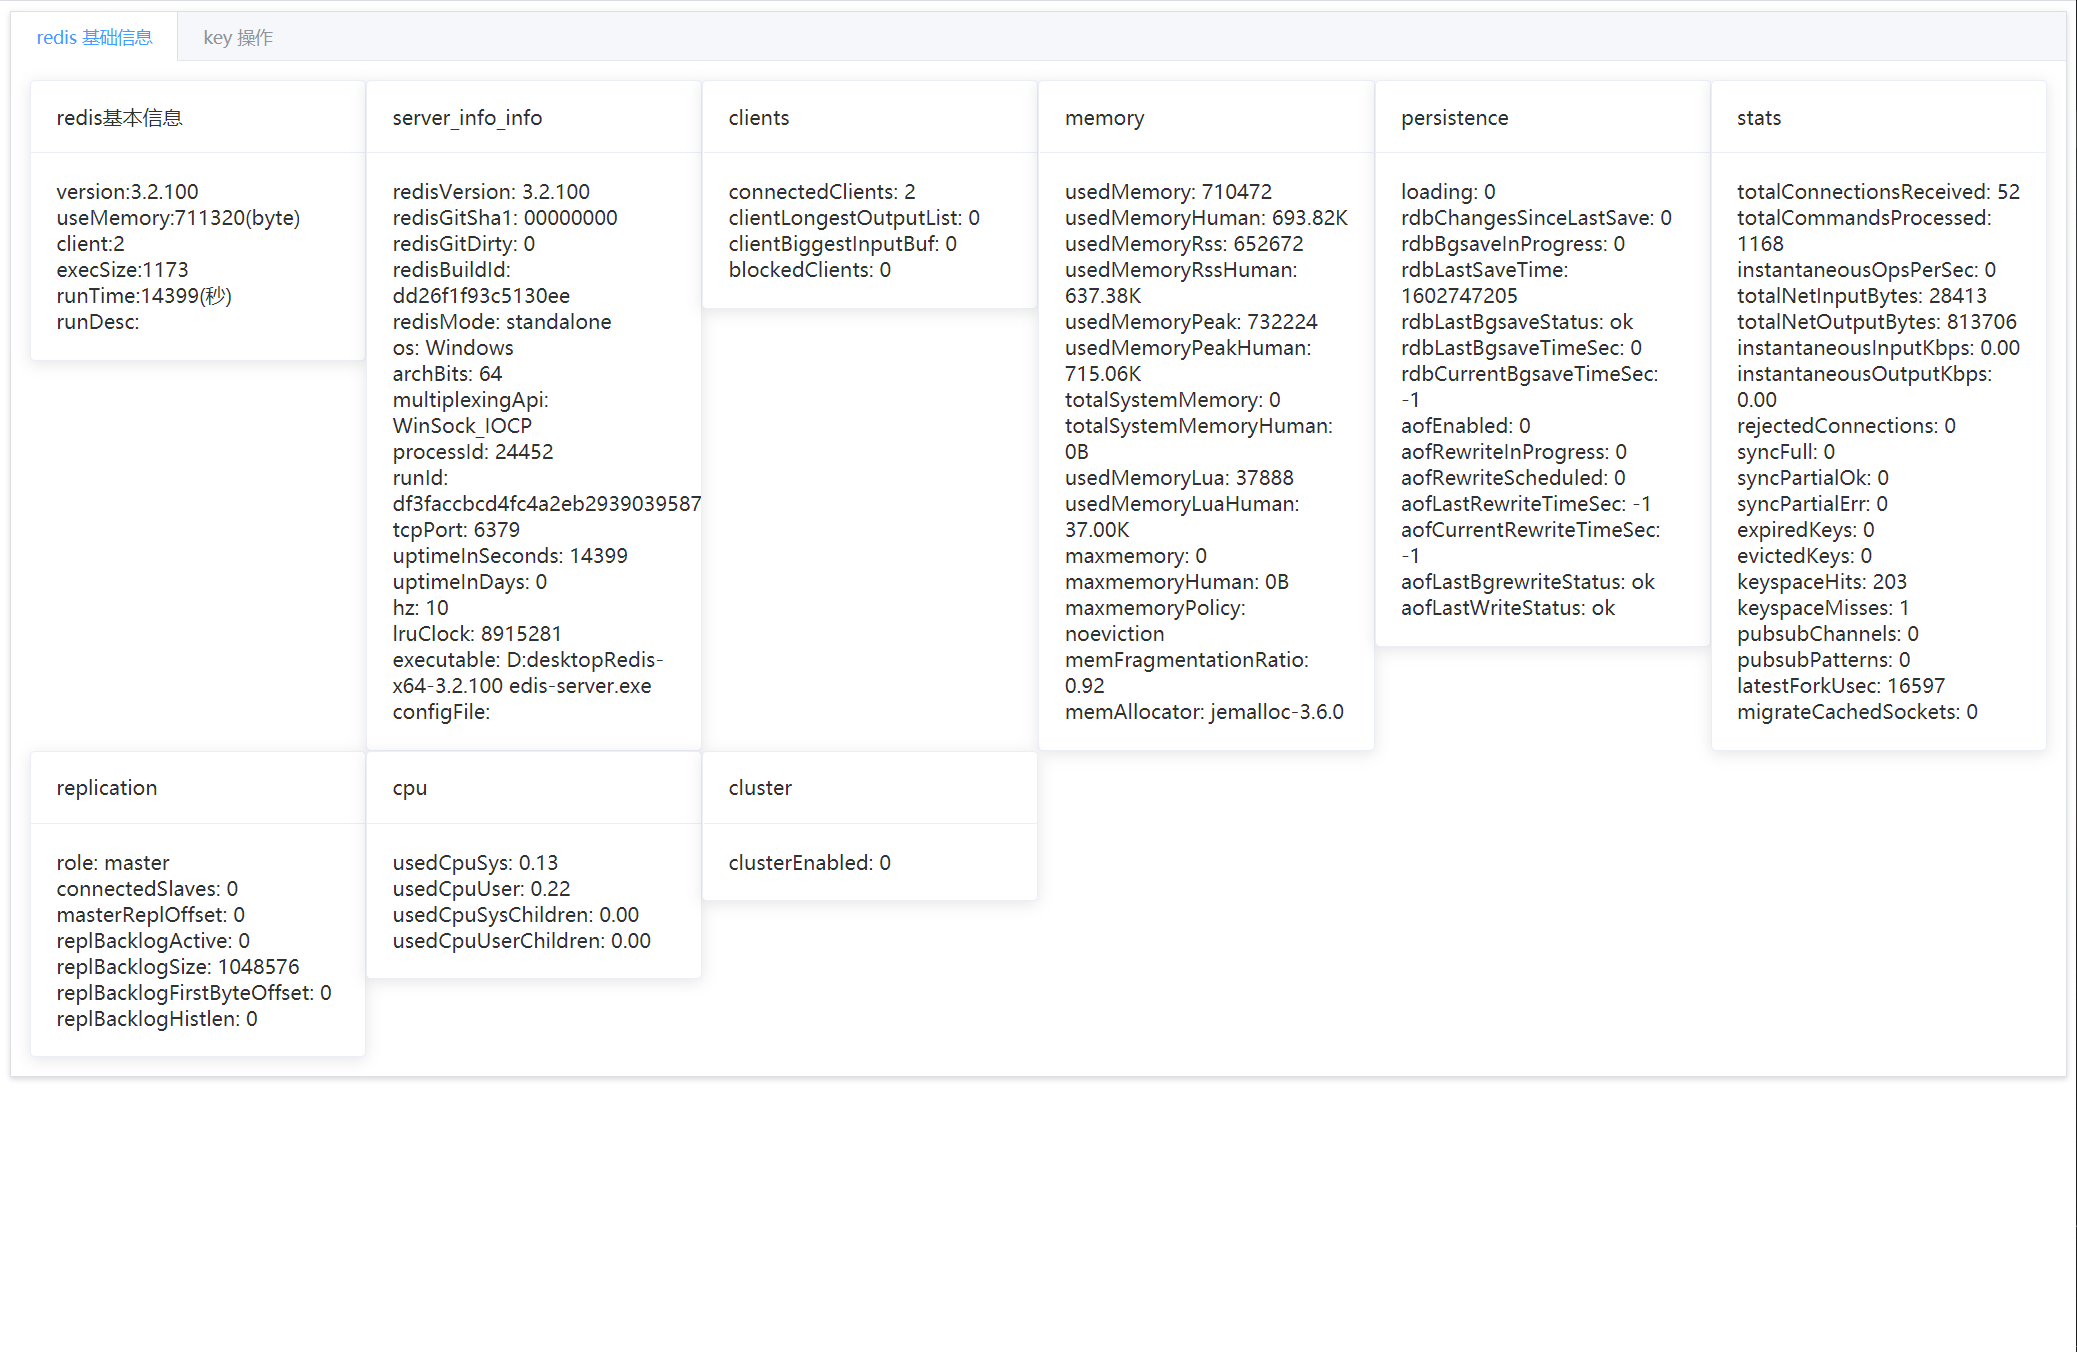 redis 基础信息
key 操作
redis基本信息
version:3.2.100
useMemory:711320(byte)
client:2
execSize:1173
runTime:14399(秒)
runDesc:
server_info_info
redisVersion: 3.2.100
redisGitSha1: 00000000
redisGitDirty: 0
redisBuildId:
dd26f1f93c5130ee
redisMode: standalone
os: Windows
archBits: 64
multiplexingApi:
WinSock_IOCP
processId: 24452
runId:
df3faccbcd4fc4a2eb2939039587
tcpPort: 6379
uptimeInSeconds: 14399
uptimeInDays: 0
hz: 10
lruClock: 8915281
executable: D:desktopRedis-
x64-3.2.100 edis-server.exe
configFile:
clients
connectedClients: 2
clientLongestOutputList: 0
clientBiggestInputBuf: 0
blockedClients: 0
memory
usedMemory: 710472
usedMemoryHuman: 693.82K
usedMemoryRss: 652672
usedMemoryRssHuman:
637.38K
usedMemoryPeak: 732224
usedMemoryPeakHuman:
715.06K
totalSystemMemory: 0
totalSystemMemoryHuman:
0B
usedMemoryLua: 37888
usedMemoryLuaHuman:
37.00K
maxmemory: 0
maxmemoryHuman: 0B
maxmemoryPolicy:
noeviction
memFragmentationRatio:
0.92
memAllocator: jemalloc-3.6.0
persistence
loading: 0
rdbChangesSinceLastSave: 0
rdbBgsaveInProgress: 0
rdbLastSaveTime:
1602747205
rdbLastBgsaveStatus: ok
rdbLastBgsaveTimeSec: 0
rdbCurrentBgsaveTimeSec:
-1
aofEnabled: 0
aofRewriteInProgress: 0
aofRewriteScheduled: 0
aofLastRewriteTimeSec: -1
aofCurrentRewriteTimeSec:
-1
aofLastBgrewriteStatus: ok
aofLastWriteStatus: ok
stats
totalConnectionsReceived: 52
totalCommandsProcessed:
1168
instantaneousOpsPerSec: 0
totalNetInputBytes: 28413
totalNetOutputBytes: 813706
instantaneousInputKbps: 0.00
instantaneousOutputKbps:
0.00
rejectedConnections: 0
syncFull: 0
syncPartialOk: 0
syncPartialErr: 0
expiredKeys: 0
evictedKeys: 0
keyspaceHits: 203
keyspaceMisses: 1
pubsubChannels: 0
pubsubPatterns: 0
latestForkUsec: 16597
migrateCachedSockets: 0
replication
role: master
connectedSlaves: 0
masterReplOffset: 0
replBacklogActive: 0
replBacklogSize: 1048576
replBacklogFirstByteOffset: 0
replBacklogHistlen: 0
cpu
usedCpuSys: 0.13
usedCpuUser: 0.22
usedCpuSysChildren: 0.00
usedCpuUserChildren: 0.00
cluster
clusterEnabled: 0